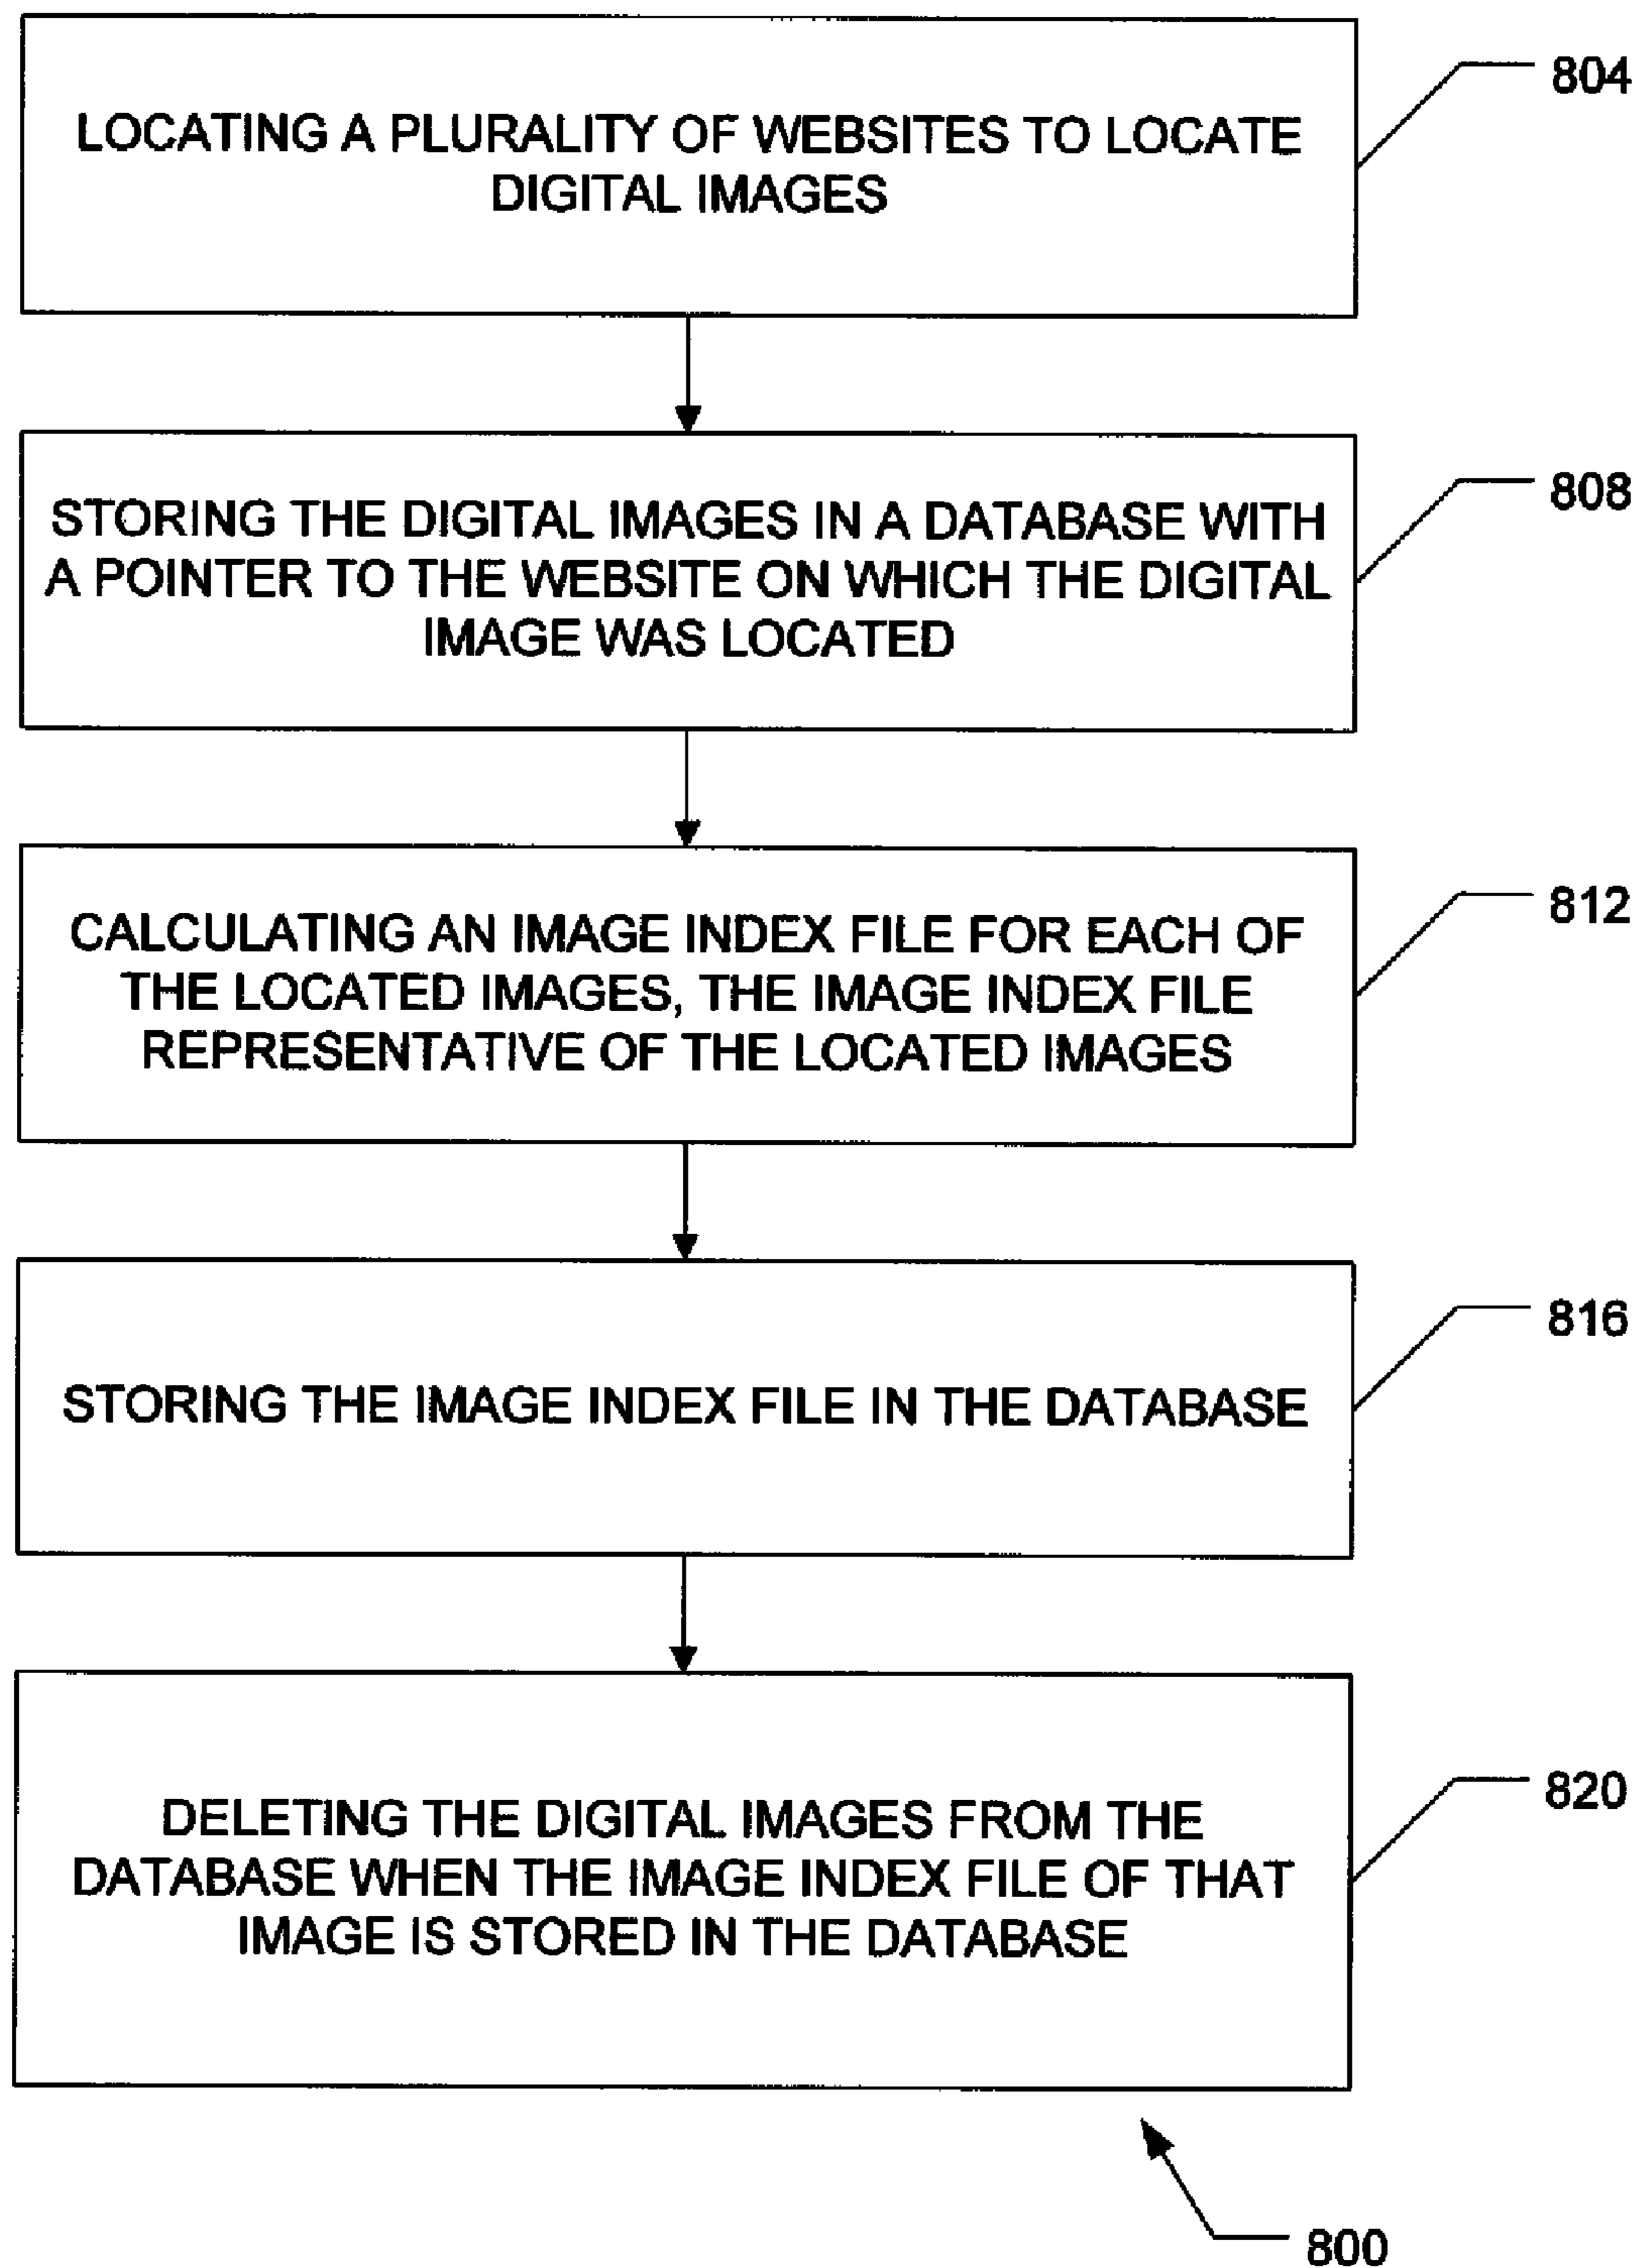 LOCATING A PLURALITY OF WEBSITES TO LOCATE
DIGITAL IMAGES
804
STORING THE DIGITAL IMAGES IN A DATABASE WITH
A POINTER TO THE WEBSITE ON WHICH THE DIGITAL
IMAGE WAS LOCATED
808
CALCULATING AN IMAGE INDEX FILE FOR EACH OF
THE LOCATED IMAGES, THE IMAGE INDEX FILE
REPRESENTATIVE OF THE LOCATED IMAGES
812
STORING THE IMAGE INDEX FILE IN THE DATABASE
816
DELETING THE DIGITAL IMAGES FROM THE
DATABASE WHEN THE IMAGE INDEX FILE OF THAT
IMAGE IS STORED IN THE DATABASE
820
800